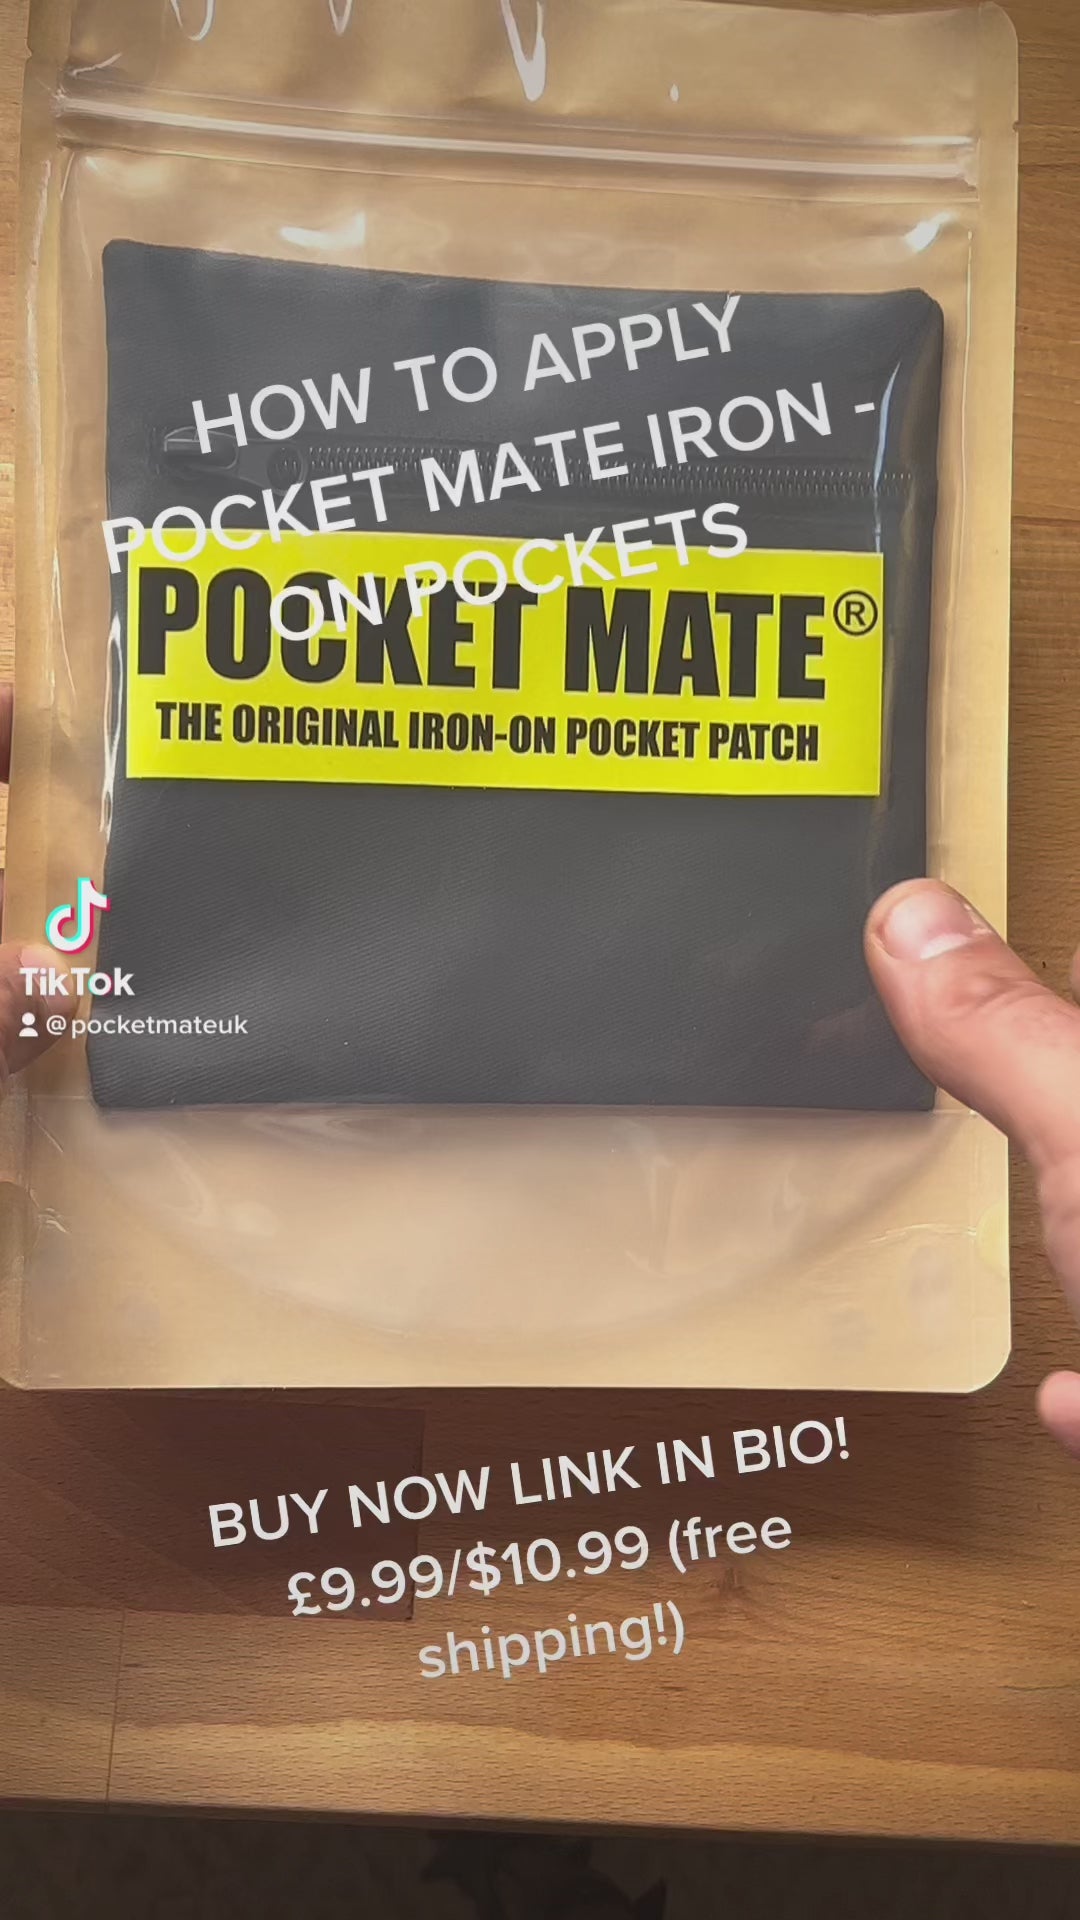 HOW TO APPLY
POCKET MATE IRON -
ON POCKETS
POCKET MATE®
THE ORIGINAL IRON-ON POCKET PATCH
TikTok
@pocketmateuk
BUY NOW LINK IN BIO!
£9.99/$10.99 (free
shipping!)